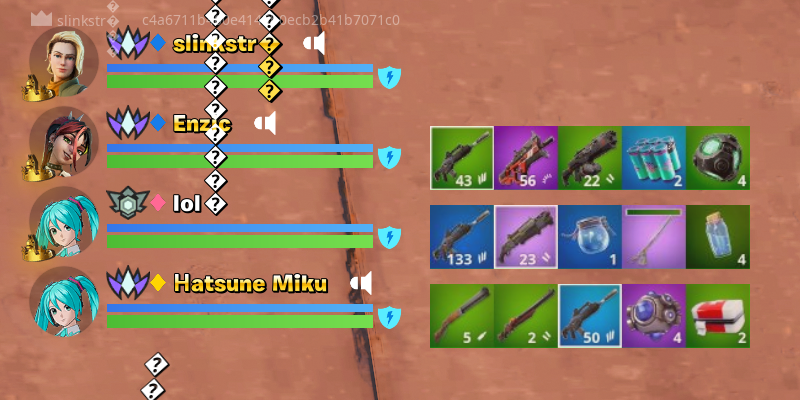 slinkstr�
slinkstr�
Enzic
43 56 22 2 4
lol�
133 23 1 4
Hatsune Miku
5 2 50 4 2